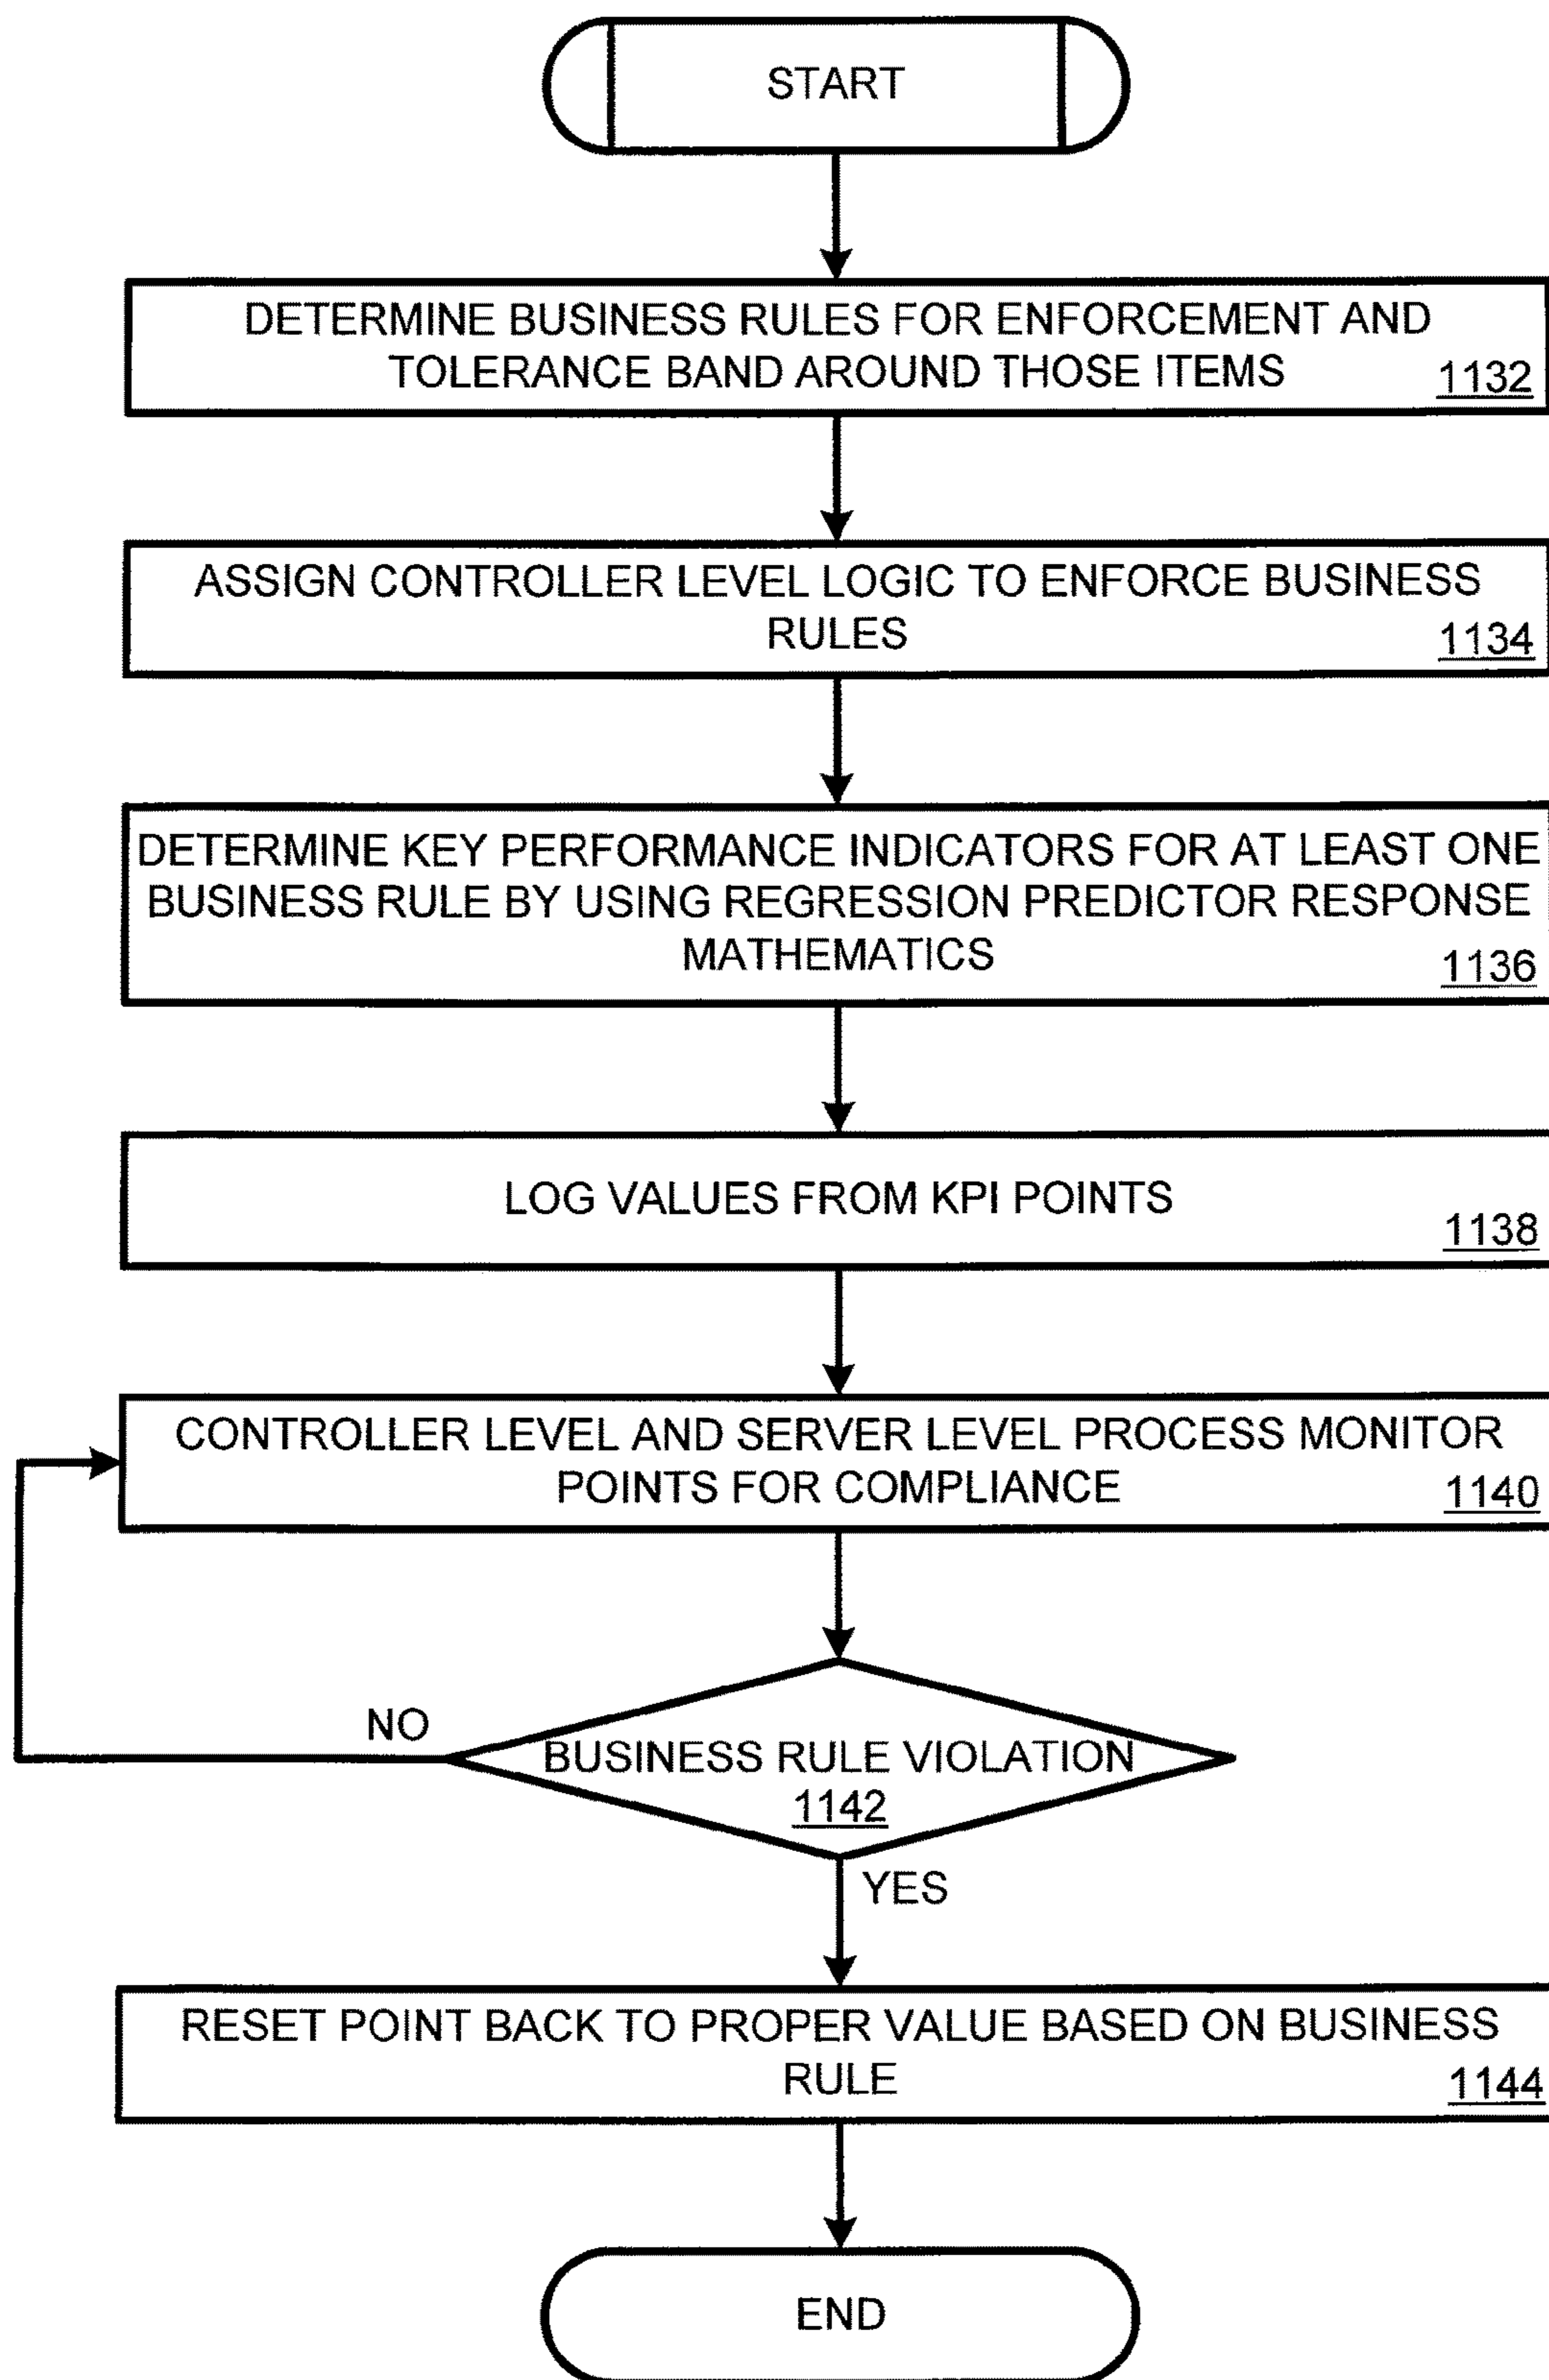 START
DETERMINE BUSINESS RULES FOR ENFORCEMENT AND
TOLERANCE BAND AROUND THOSE ITEMS
1132
ASSIGN CONTROLLER LEVEL LOGIC TO ENFORCE BUSINESS
RULES
1134
DETERMINE KEY PERFORMANCE INDICATORS FOR AT LEAST ONE
BUSINESS RULE BY USING REGRESSION PREDICTOR RESPONSE
MATHEMATICS
1136
LOG VALUES FROM KPI POINTS
1138
CONTROLLER LEVEL AND SERVER LEVEL PROCESS MONITOR
POINTS FOR COMPLIANCE
1140
NO
BUSINESS RULE VIOLATION
1142
YES
RESET POINT BACK TO PROPER VALUE BASED ON BUSINESS
RULE
1144
END